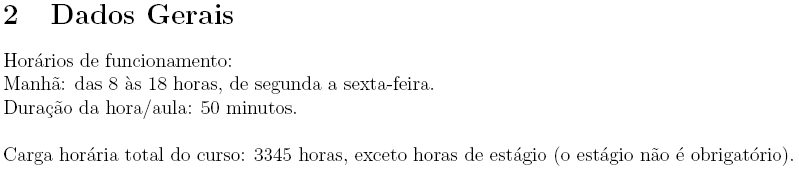 2 Dados Gerais
Horários de funcionamento:
Manhã: das 8 às 18 horas, de segunda a sexta-feira.
Duração da hora/aula: 50 minutos.
Carga horária total do curso: 3345 horas, exceto horas de estágio (o estágio não é obrigatório).